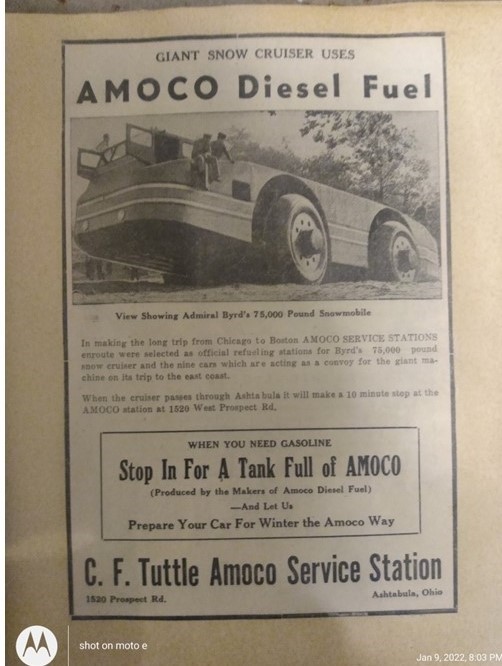 GIANT SNOW CRUISER USES
AMOCO Diesel Fuel
View Showing Admiral Byrd's 75,000 Pound Snowmobile
In making the long trip from Chicago to Boston AMOCO SERVICE STATIONS
enroute were selected as official refueling stations for Byrd's 75,000 pound
snow cruiser and the nine cars which are acting as a convoy for the giant ma-
chine on its trip to the east coast.
When the cruiser passes through Ashtabula it will make a 10 minute stop at the
AMOCO station at 1520 West Prospect Rd.
WHEN YOU NEED GASOLINE
Stop In For A Tank Full of AMOCO
(Produced by the Makers of Amoco Diesel Fuel)
—And Let Us
Prepare Your Car For Winter the Amoco Way
C. F. Tuttle Amoco Service Station
1520 Prospect Rd. Ashtabula, Ohio
shot on moto e
Jan 9, 2022, 8:03 PM